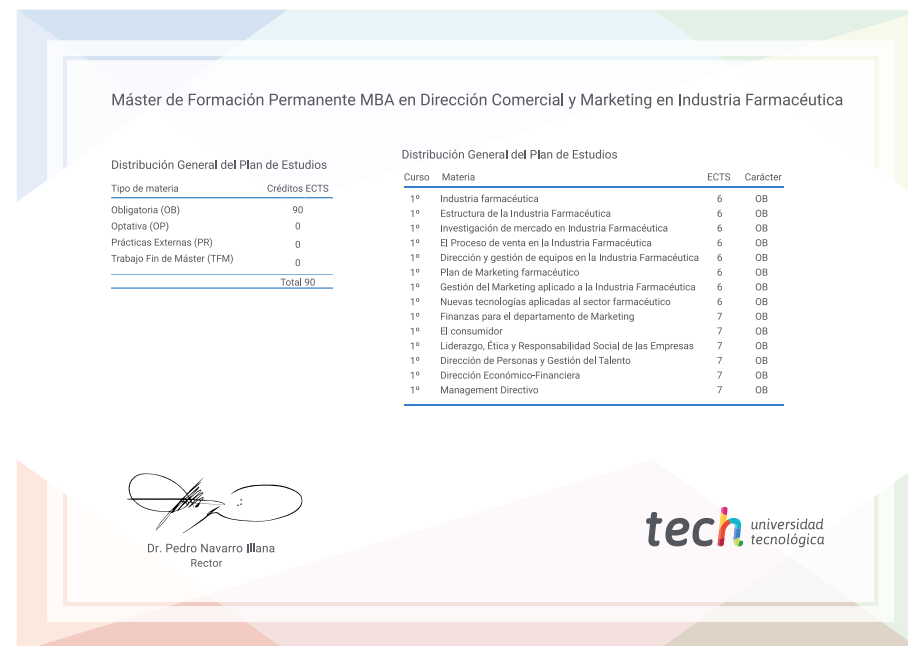 Máster de Formación Permanente MBA en Dirección Comercial y Marketing en Industria Farmacéutica
Distribución General del Plan de Estudios
Tipo de materia Créditos ECTS
Obligatoria (OB) 90
Optativa (OP) 0
Prácticas Externas (PR) 0
Trabajo Fin de Máster (TFM) 0
Total 90
Distribución General del Plan de Estudios
Curso Materia ECTS Carácter
1º Industria farmacéutica 6 OB
1º Estructura de la Industria Farmacéutica 6 OB
1º Investigación de mercado en Industria Farmacéutica 6 OB
1º El Proceso de venta en la Industria Farmacéutica 6 OB
1º Dirección y gestión de equipos en la Industria Farmacéutica 6 OB
1º Plan de Marketing farmacéutico 6 OB
1º Gestión del Marketing aplicado a la Industria Farmacéutica 6 OB
1º Nuevas tecnologías aplicadas al sector farmacéutico 6 OB
1º Finanzas para el departamento de Marketing 7 OB
1º El consumidor 7 OB
1º Liderazgo, Ética y Responsabilidad Social de las Empresas 7 OB
1º Dirección de Personas y Gestión del Talento 7 OB
1º Dirección Económico-Financiera 7 OB
1º Management Directivo 7 OB
Dr. Pedro Navarro Illana
Rector
tech universidad
tecnológica